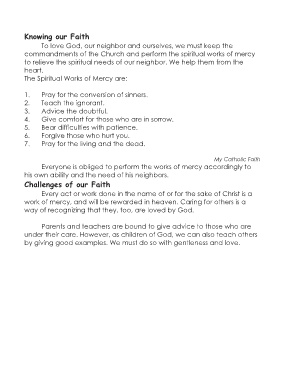 Knowing our Faith
To love God, our neighbor and ourselves, we must keep the
commandments of the Church and perform the spiritual works of mercy
to relieve the spiritual needs of our neighbor. We help them from the
heart.
The Spiritual Works of Mercy are:
1. Pray for the conversion of sinners.
2. Teach the ignorant.
3. Advice the doubtful.
4. Give comfort for those who are in sorrow.
5. Bear difficulties with patience.
6. Forgive those who hurt you.
7. Pray for the living and the dead.
My Catholic Faith
Everyone is obliged to perform the works of mercy accordingly to
his own ability and the need of his neighbors.
Challenges of our Faith
Every act or work done in the name of or for the sake of Christ is a
work of mercy, and will be rewarded in heaven. Caring for others is a
way of recognizing that they, too, are loved by God.
Parents and teachers are bound to give advice to those who are
under their care. However, as children of God, we can also teach others
by giving good examples. We must do so with gentleness and love.